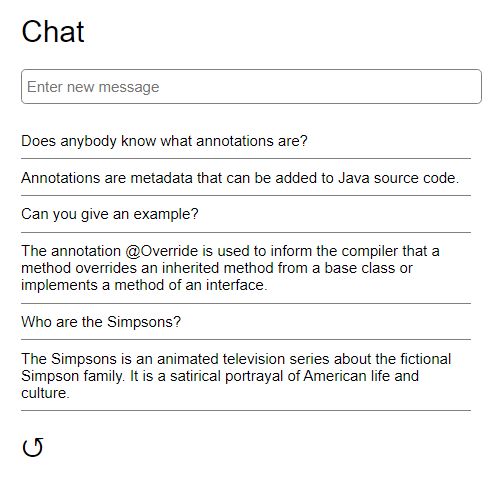 Chat
Enter new message
Does anybody know what annotations are?
Annotations are metadata that can be added to Java source code.
Can you give an example?
The annotation @Override is used to inform the compiler that a
method overrides an inherited method from a base class or
implements a method of an interface.
Who are the Simpsons?
The Simpsons is an animated television series about the fictional
Simpson family. It is a satirical portrayal of American life and
culture.